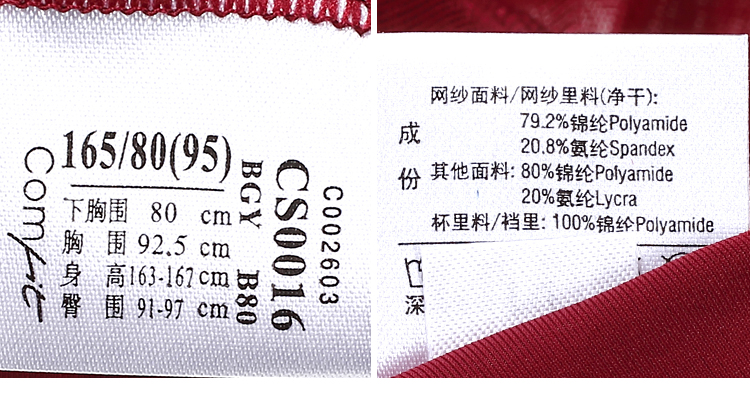 165/80(95)
下胸围 80 cm
胸 围 92.5 cm
身 高 163-167 cm
臀 围 91-97 cm
Comfit
BGY B80
CS0016
C002603
网纱面料/网纱里料(净干):
79.2%锦纶Polyamide
20.8%氨纶Spandex
成份
其他面料: 80%锦纶Polyamide
20%氨纶Lycra
杯里料/裆里: 100%锦纶Polyamide
深